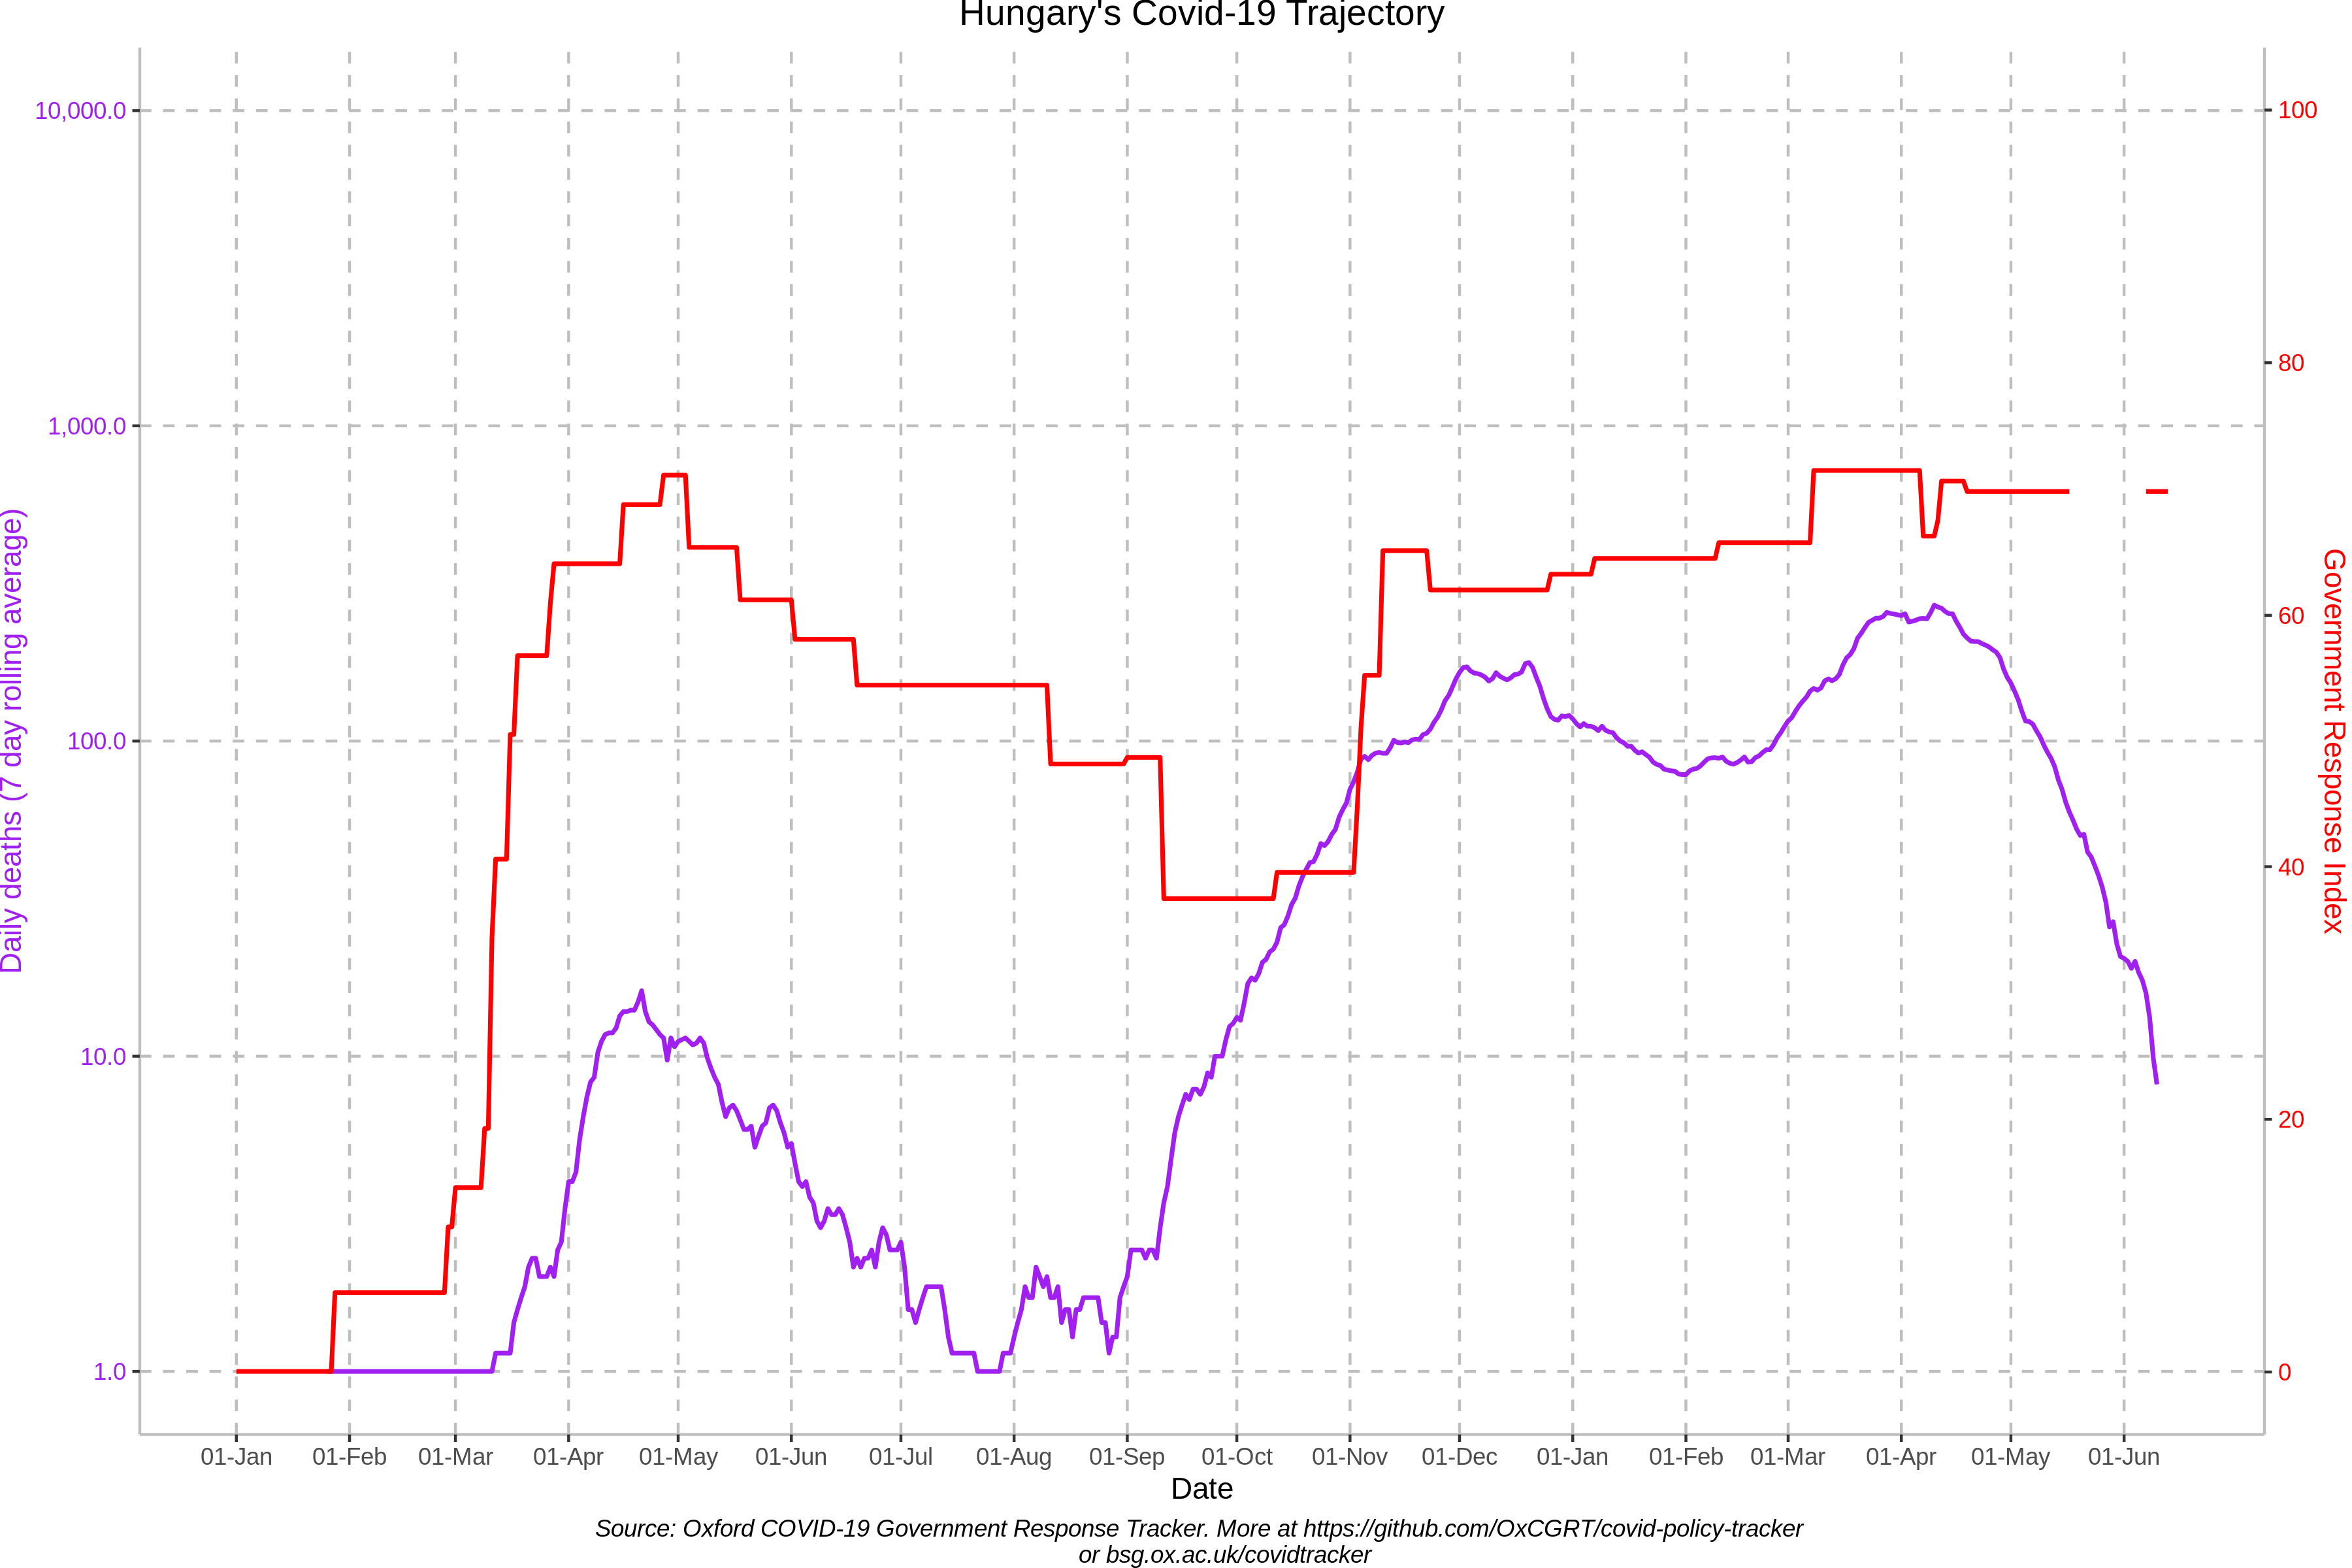 Hungary's Covid-19 Trajectory
10,000.0
1,000.0
100.0
10.0
1.0
Daily deaths (7 day rolling average)
100
80
60
40
20
0
Government Response Index
01-Jan 01-Feb 01-Mar 01-Apr 01-May 01-Jun 01-Jul 01-Aug 01-Sep 01-Oct 01-Nov 01-Dec 01-Jan 01-Feb 01-Mar 01-Apr 01-May 01-Jun
Date
Source: Oxford COVID-19 Government Response Tracker. More at https://github.com/OxCGRT/covid-policy-tracker
or bsg.ox.ac.uk/covidtracker